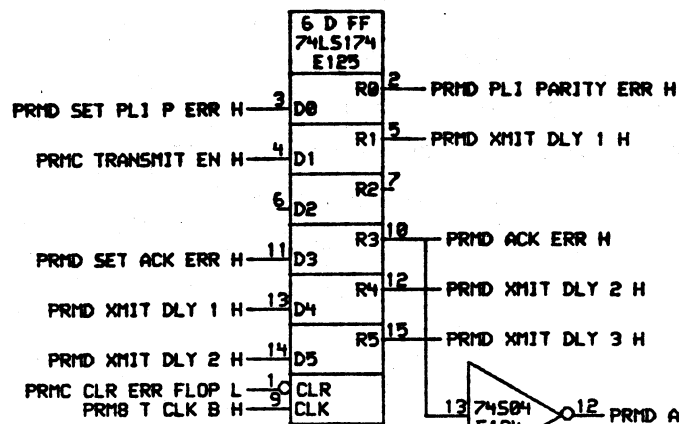 6 D FF
74LS174
E125
R0 2 PRMD PLI PARITY ERR H
PRMD SET PLI P ERR H 3 D0
R1 5 PRMD XMIT DLY 1 H
PRMC TRANSMIT EN H 4 D1
R2 7
6 D2
R3 10 PRMD ACK ERR H
PRMD SET ACK ERR H 11 D3
R4 12 PRMD XMIT DLY 2 H
PRMD XMIT DLY 1 H 13 D4
R5 15 PRMD XMIT DLY 3 H
PRMD XMIT DLY 2 H 14 D5
PRMC CLR ERR FLOP L 1 CLR
PRM8 T CLK B H 9 CLK
13 74S04 12 PRMD A